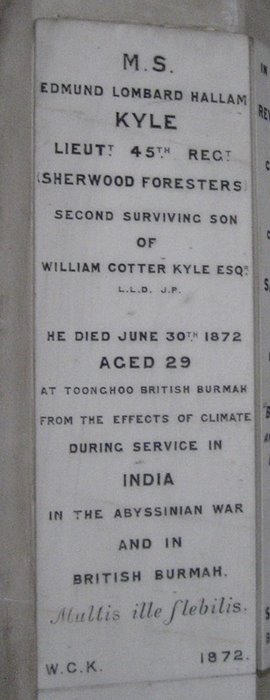 M.S.
EDMUND LOMBARD HALLAM
KYLE
LIEUT. 45TH REGT
(SHERWOOD FORESTERS)
SECOND SURVIVING SON
OF
WILLIAM COTTER KYLE ESQR
L.L.D. J.P.
HE DIED JUNE 30TH 1872
AGED 29
AT TOONGHOO BRITISH BURMAH
FROM THE EFFECTS OF CLIMATE
DURING SERVICE IN
INDIA
IN THE ABYSSINIAN WAR
AND IN
BRITISH BURMAH.
Multis ille flebilis.
W.C.K. 1872.